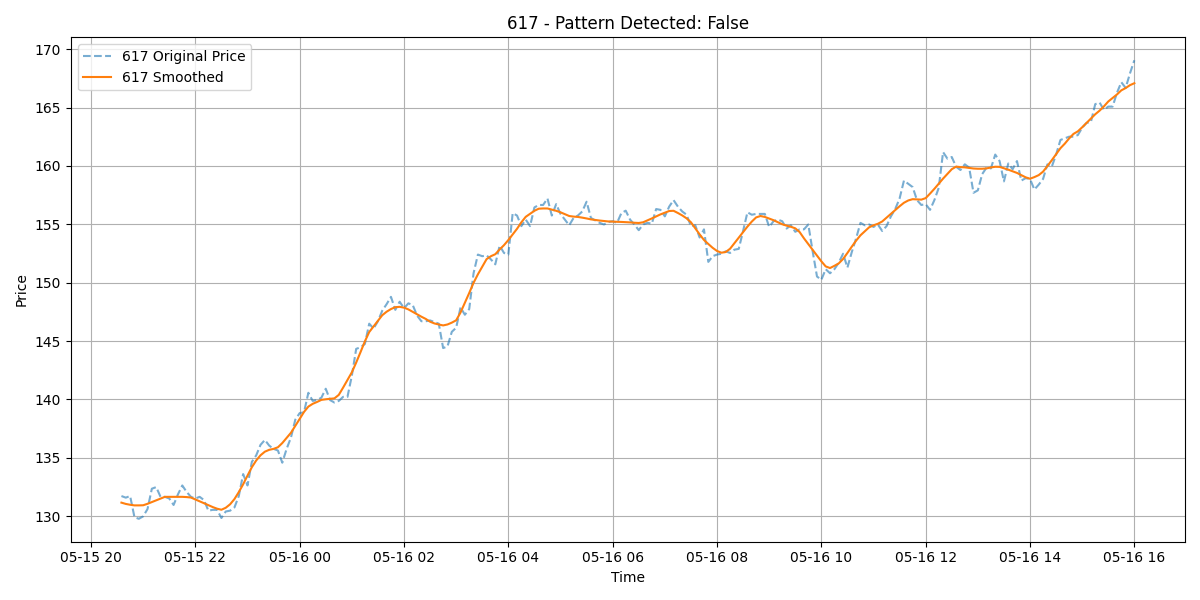 617 - Pattern Detected: False
617 Original Price
617 Smoothed
170
165
160
155
150
145
140
135
130
Price
05-15 20 05-15 22 05-16 00 05-16 02 05-16 04 05-16 06 05-16 08 05-16 10 05-16 12 05-16 14 05-16 16
Time